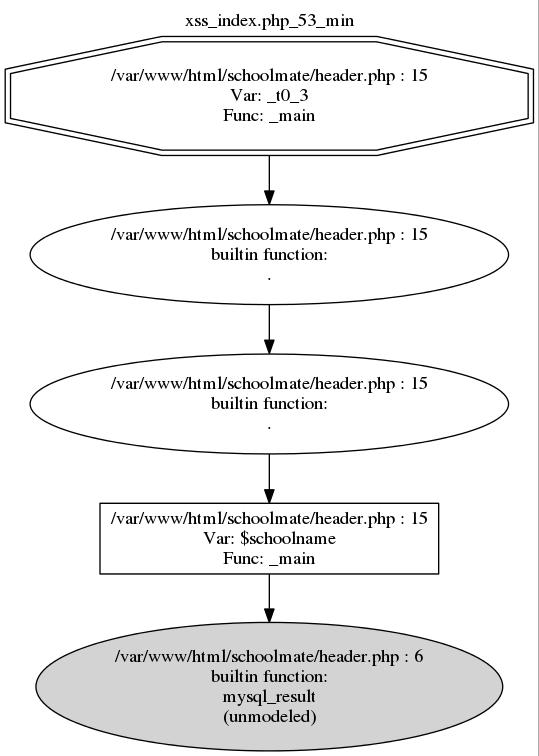 xss_index.php_53_min
/var/www/html/schoolmate/header.php : 15
Var: _t0_3
Func: _main
/var/www/html/schoolmate/header.php : 15
builtin function:
.
/var/www/html/schoolmate/header.php : 15
builtin function:
.
/var/www/html/schoolmate/header.php : 15
Var: $schoolname
Func: _main
/var/www/html/schoolmate/header.php : 6
builtin function:
mysql_result
(unmodeled)